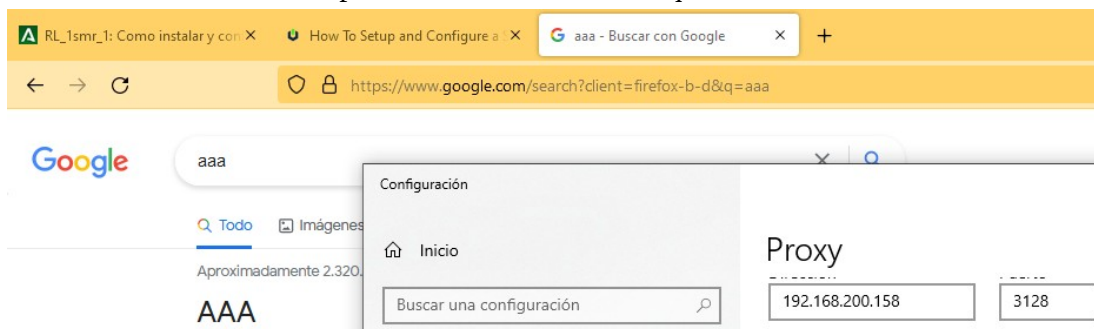 RL_1smr_1: Como instalar y con
How To Setup and Configure a S
aaa - Buscar con Google
https://www.google.com/search?client=firefox-b-d&q=aaa
Google
aaa
Configuración
Todo
Imágenes
Inicio
Proxy
Aproximadamente 2.320.
Buscar una configuración
192.168.200.158
3128
AAA